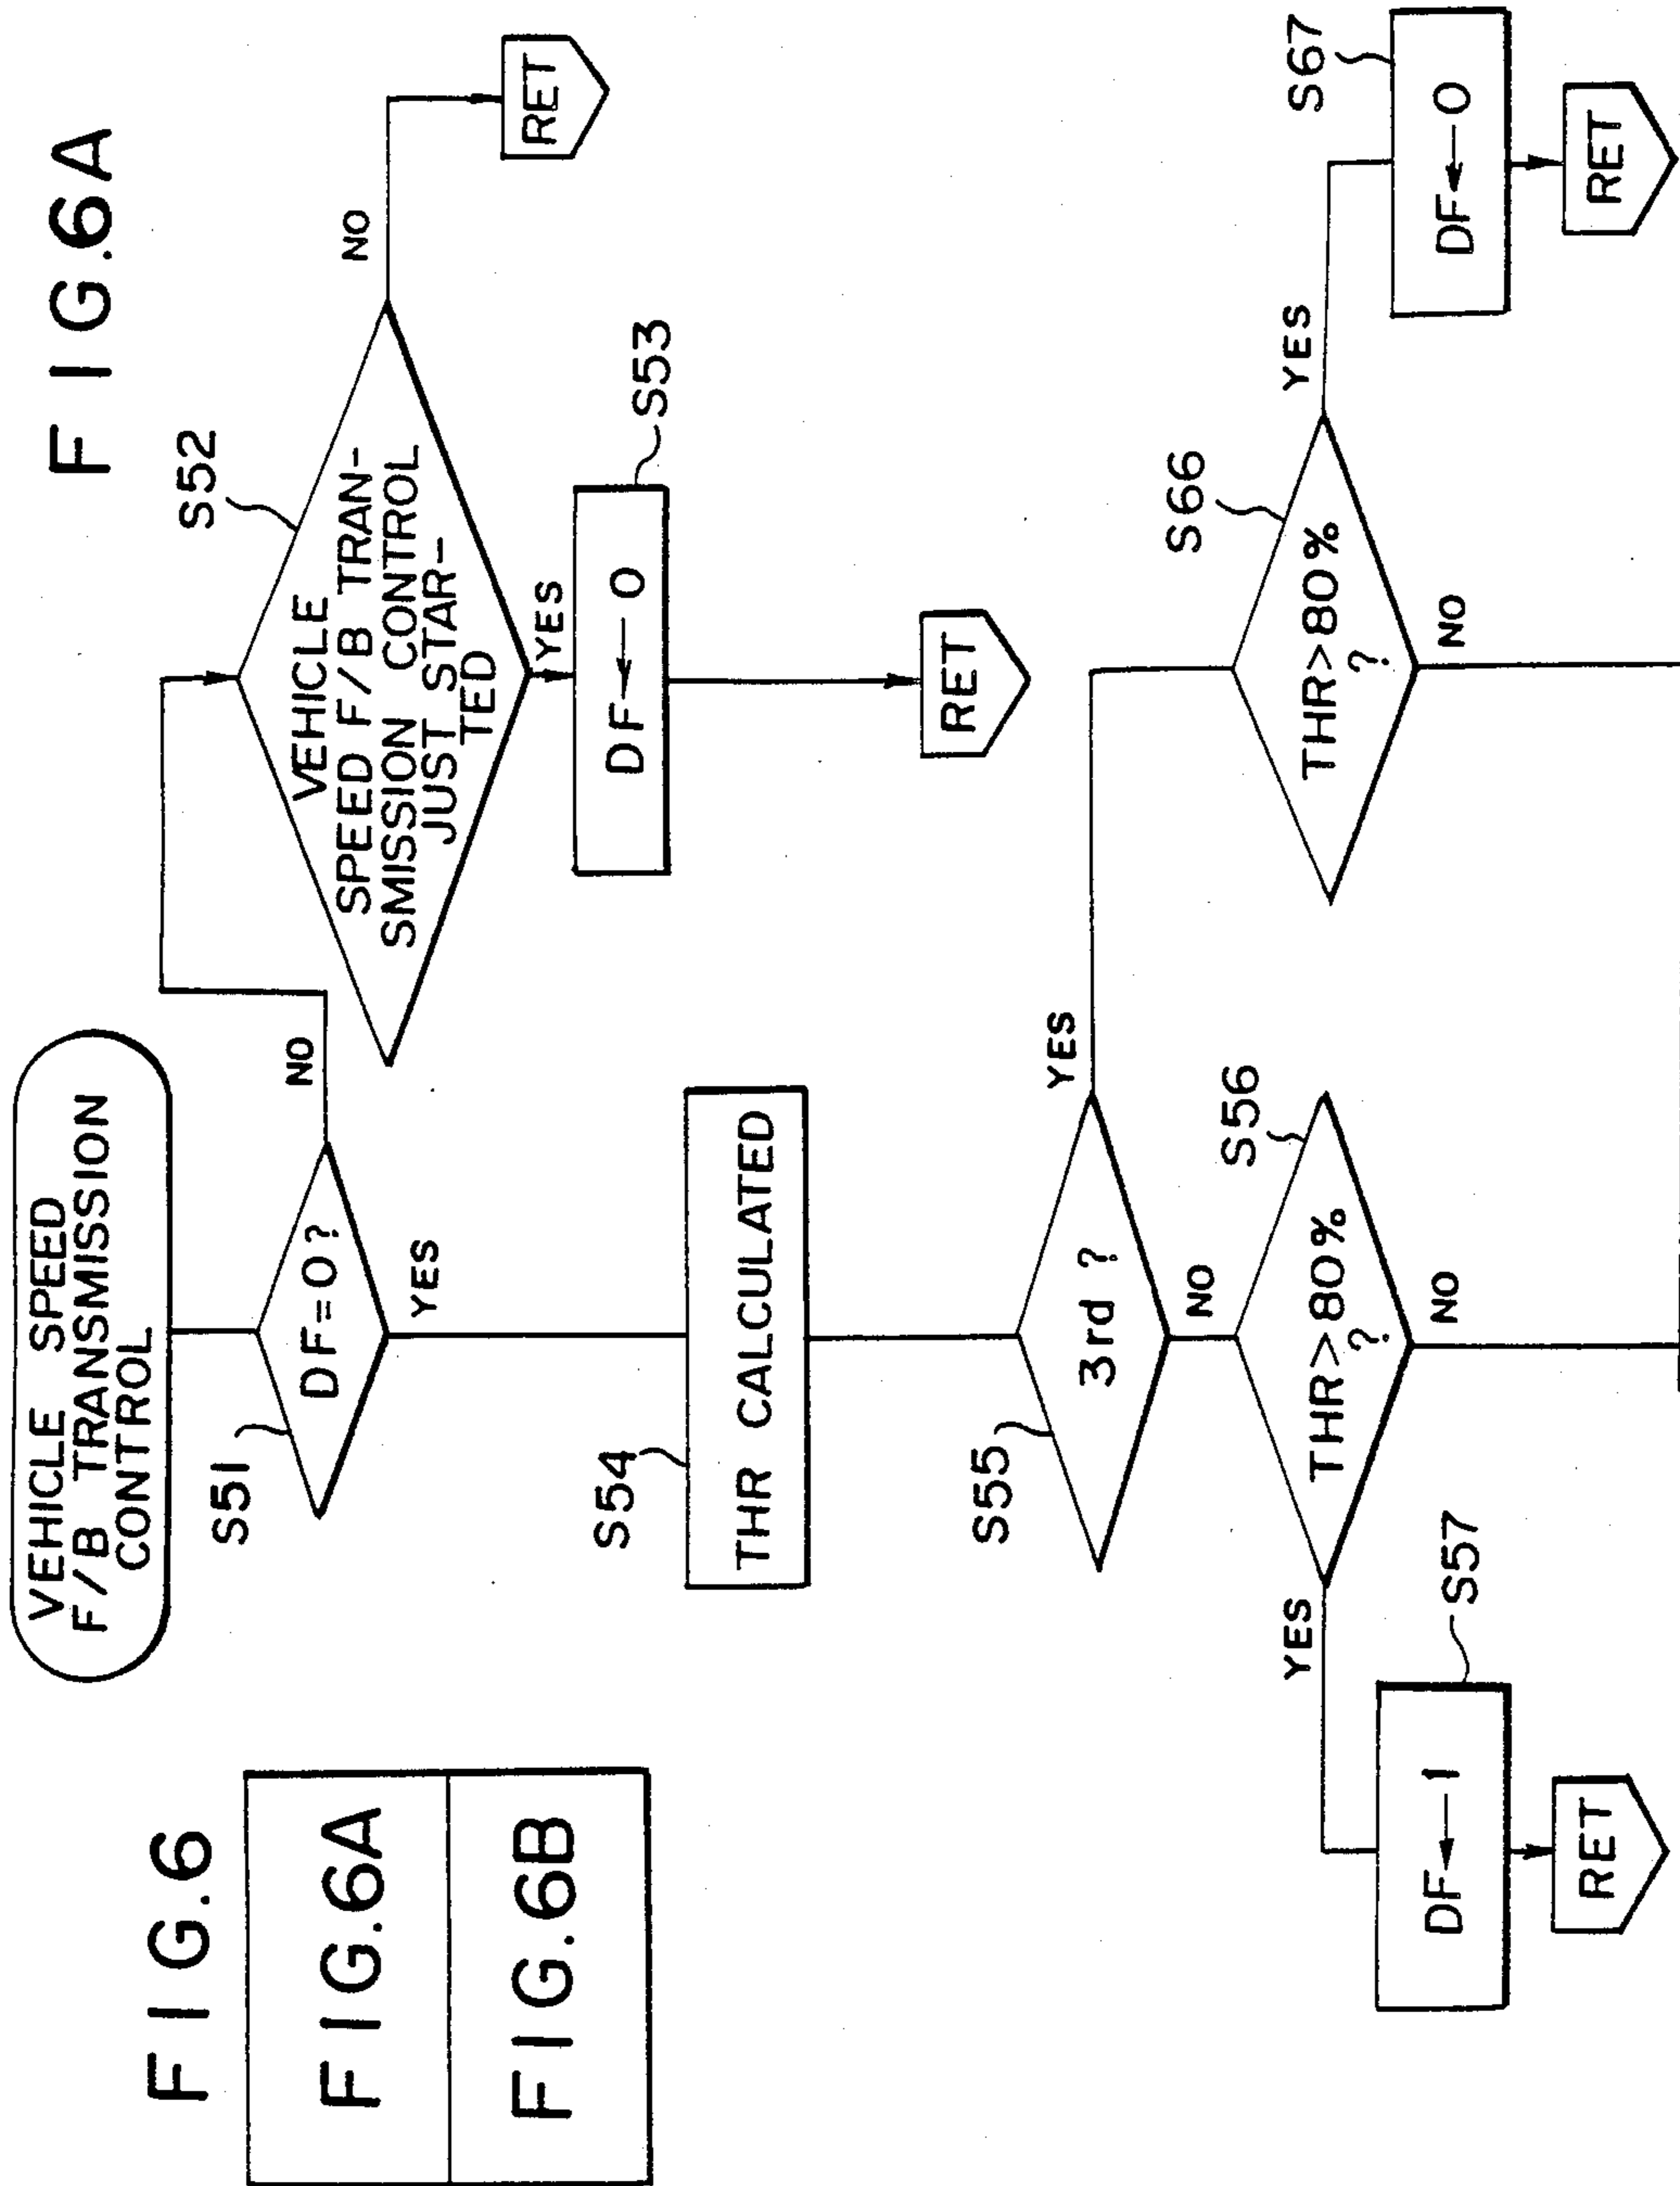 FIG.6
FIG.6A
FIG.6B
FIG.6A
VEHICLE SPEED
F/B TRANSMISSION
CONTROL
S51
DF=0?
NO
YES
S52
VEHICLE
SPEED F/B TRAN-
SMISSION CONTROL
JUST STAR-
TED
NO
RET
YES
S53
DF←0
RET
S54
THR CALCULATED
S55
3rd ?
YES
NO
S56
THR>80%
?
YES
NO
S57
DF←1
RET
S66
THR>80%
?
YES
NO
S67
DF←0
RET